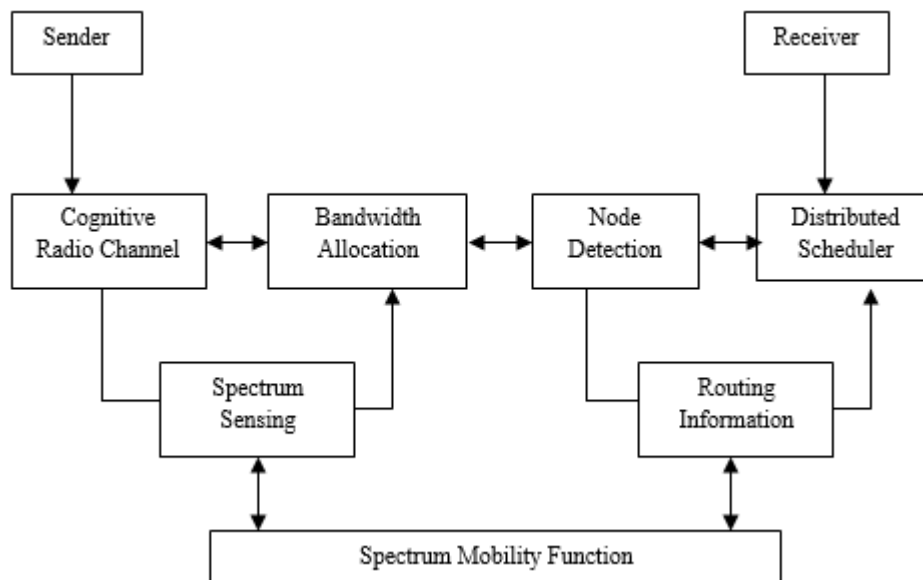 Sender
Receiver
Cognitive
Radio Channel
Bandwidth
Allocation
Node
Detection
Distributed
Scheduler
Spectrum
Sensing
Routing
Information
Spectrum Mobility Function